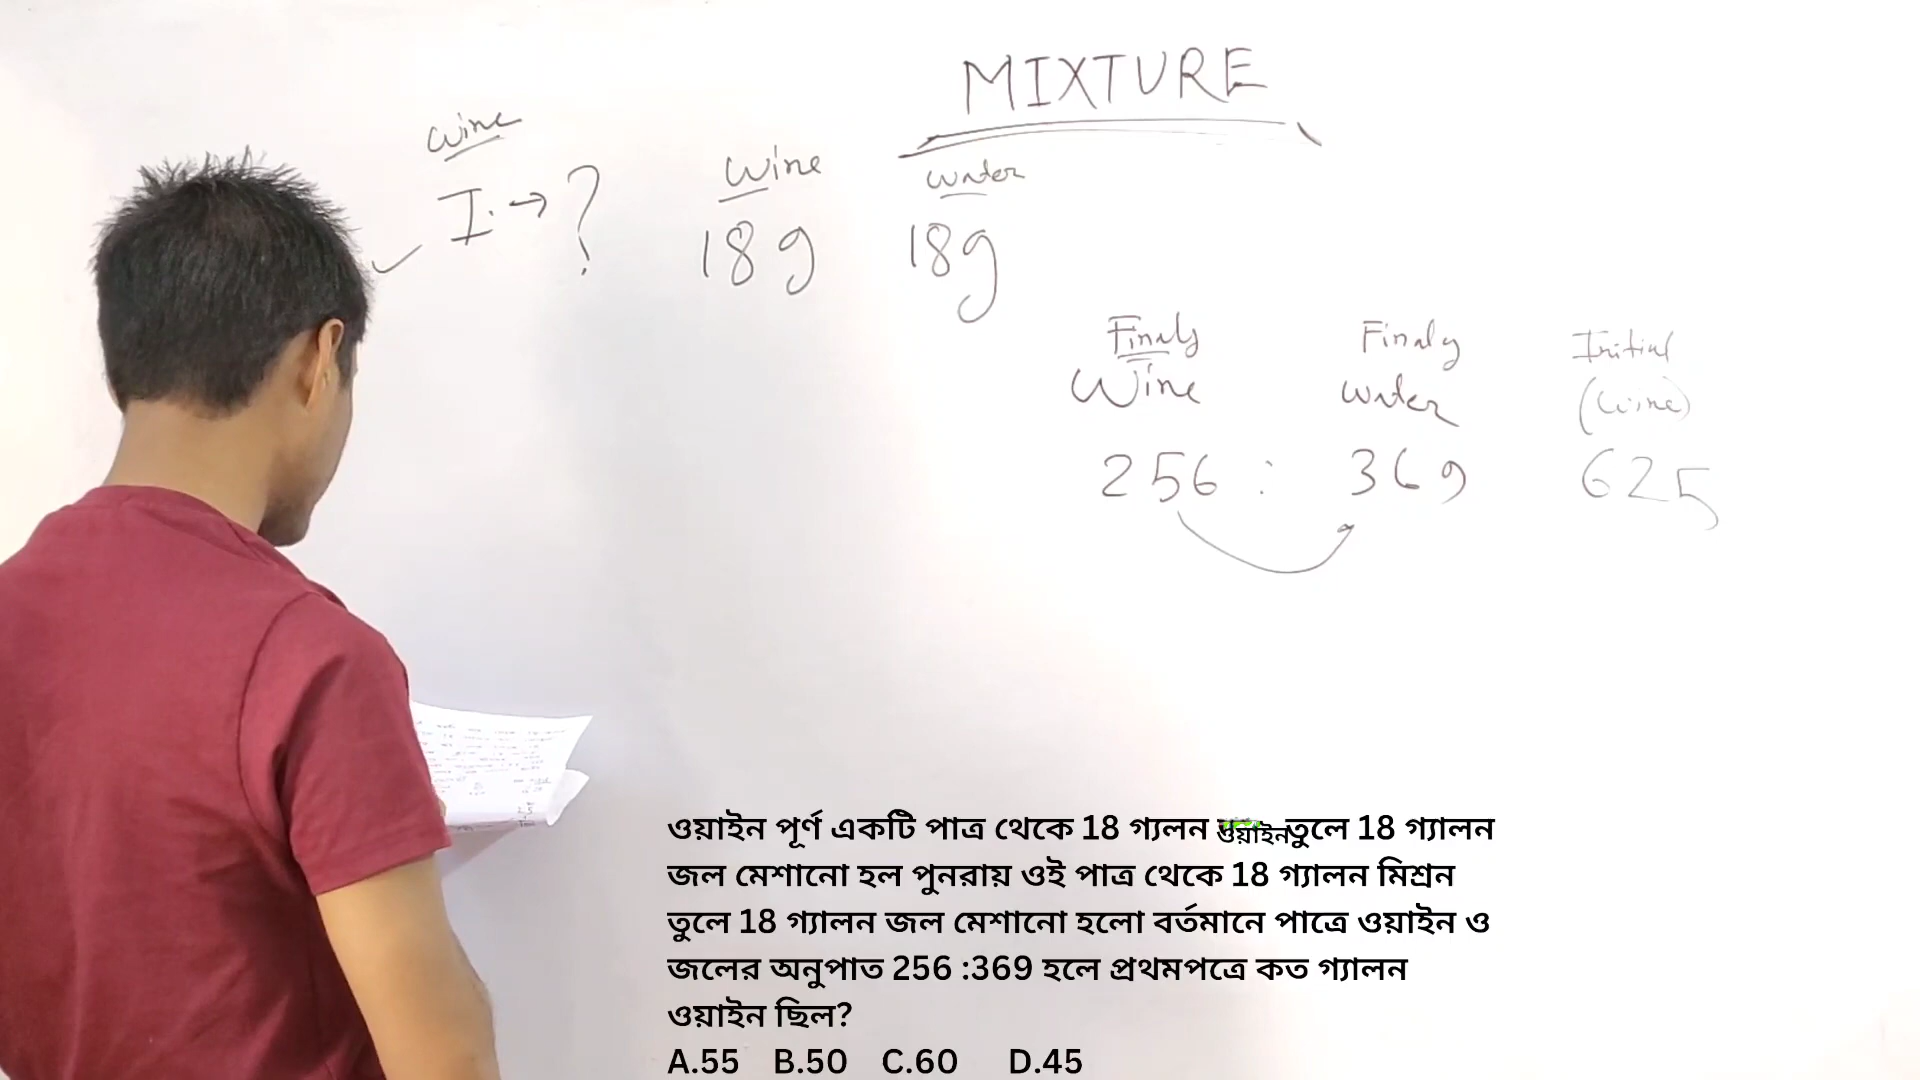 MIXTURE
wine
I. → ?
wine
water
18g
18g
Finaly
Wine
Finaly
water
Initial
(wine)
256 : 369
625
ওয়াইন পূর্ণ একটি পাত্র থেকে 18 গ্যলন ওয়াইন তুলে 18 গ্যালন
জল মেশানো হল পুনরায় ওই পাত্র থেকে 18 গ্যালন মিশ্রন
তুলে 18 গ্যালন জল মেশানো হলো বর্তমানে পাত্রে ওয়াইন ও
জলের অনুপাত 256 :369 হলে প্রথমপত্রে কত গ্যালন
ওয়াইন ছিল?
A.55 B.50 C.60 D.45